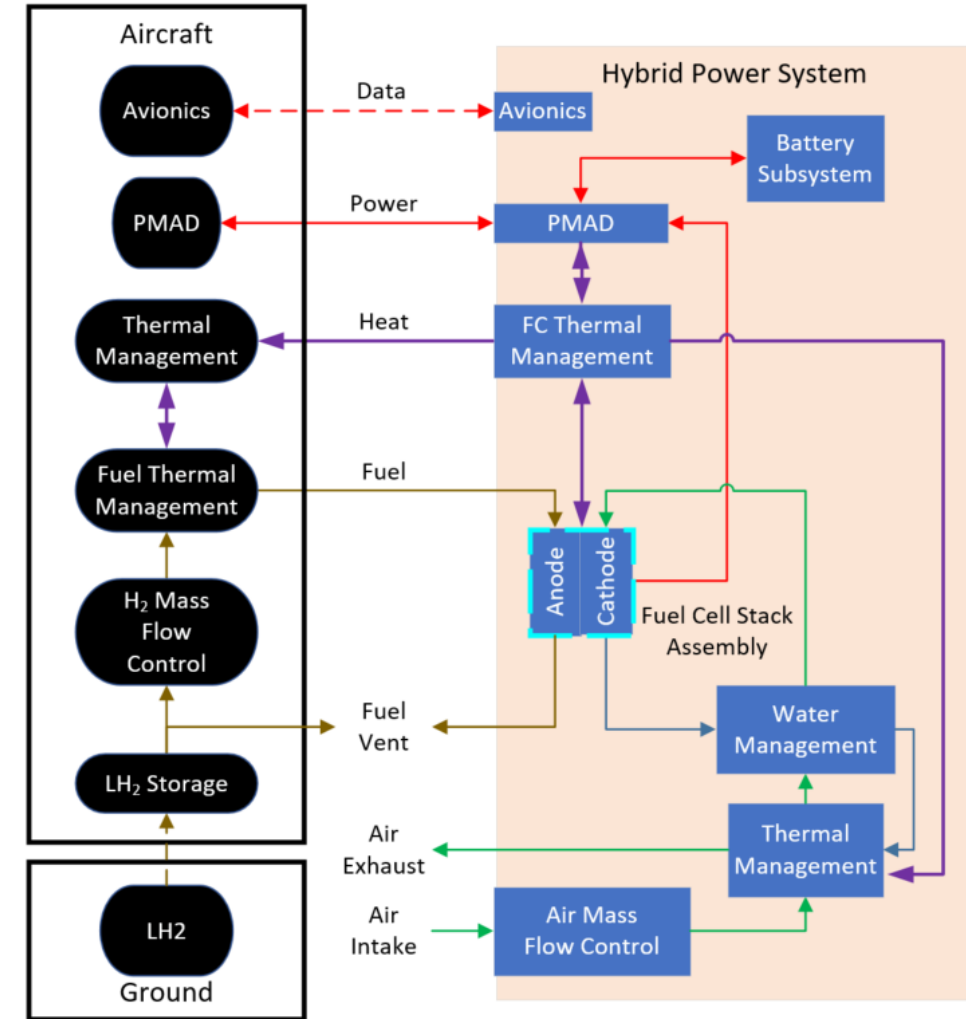 Aircraft
Avionics
PMAD
Thermal
Management
Fuel Thermal
Management
H₂ Mass
Flow
Control
LH₂ Storage
LH2
Ground
Data
Power
Heat
Fuel
Fuel
Vent
Air
Exhaust
Air
Intake
Hybrid Power System
Avionics
Battery
Subsystem
PMAD
FC Thermal
Management
Anode
Cathode
Fuel Cell Stack
Assembly
Water
Management
Thermal
Management
Air Mass
Flow Control